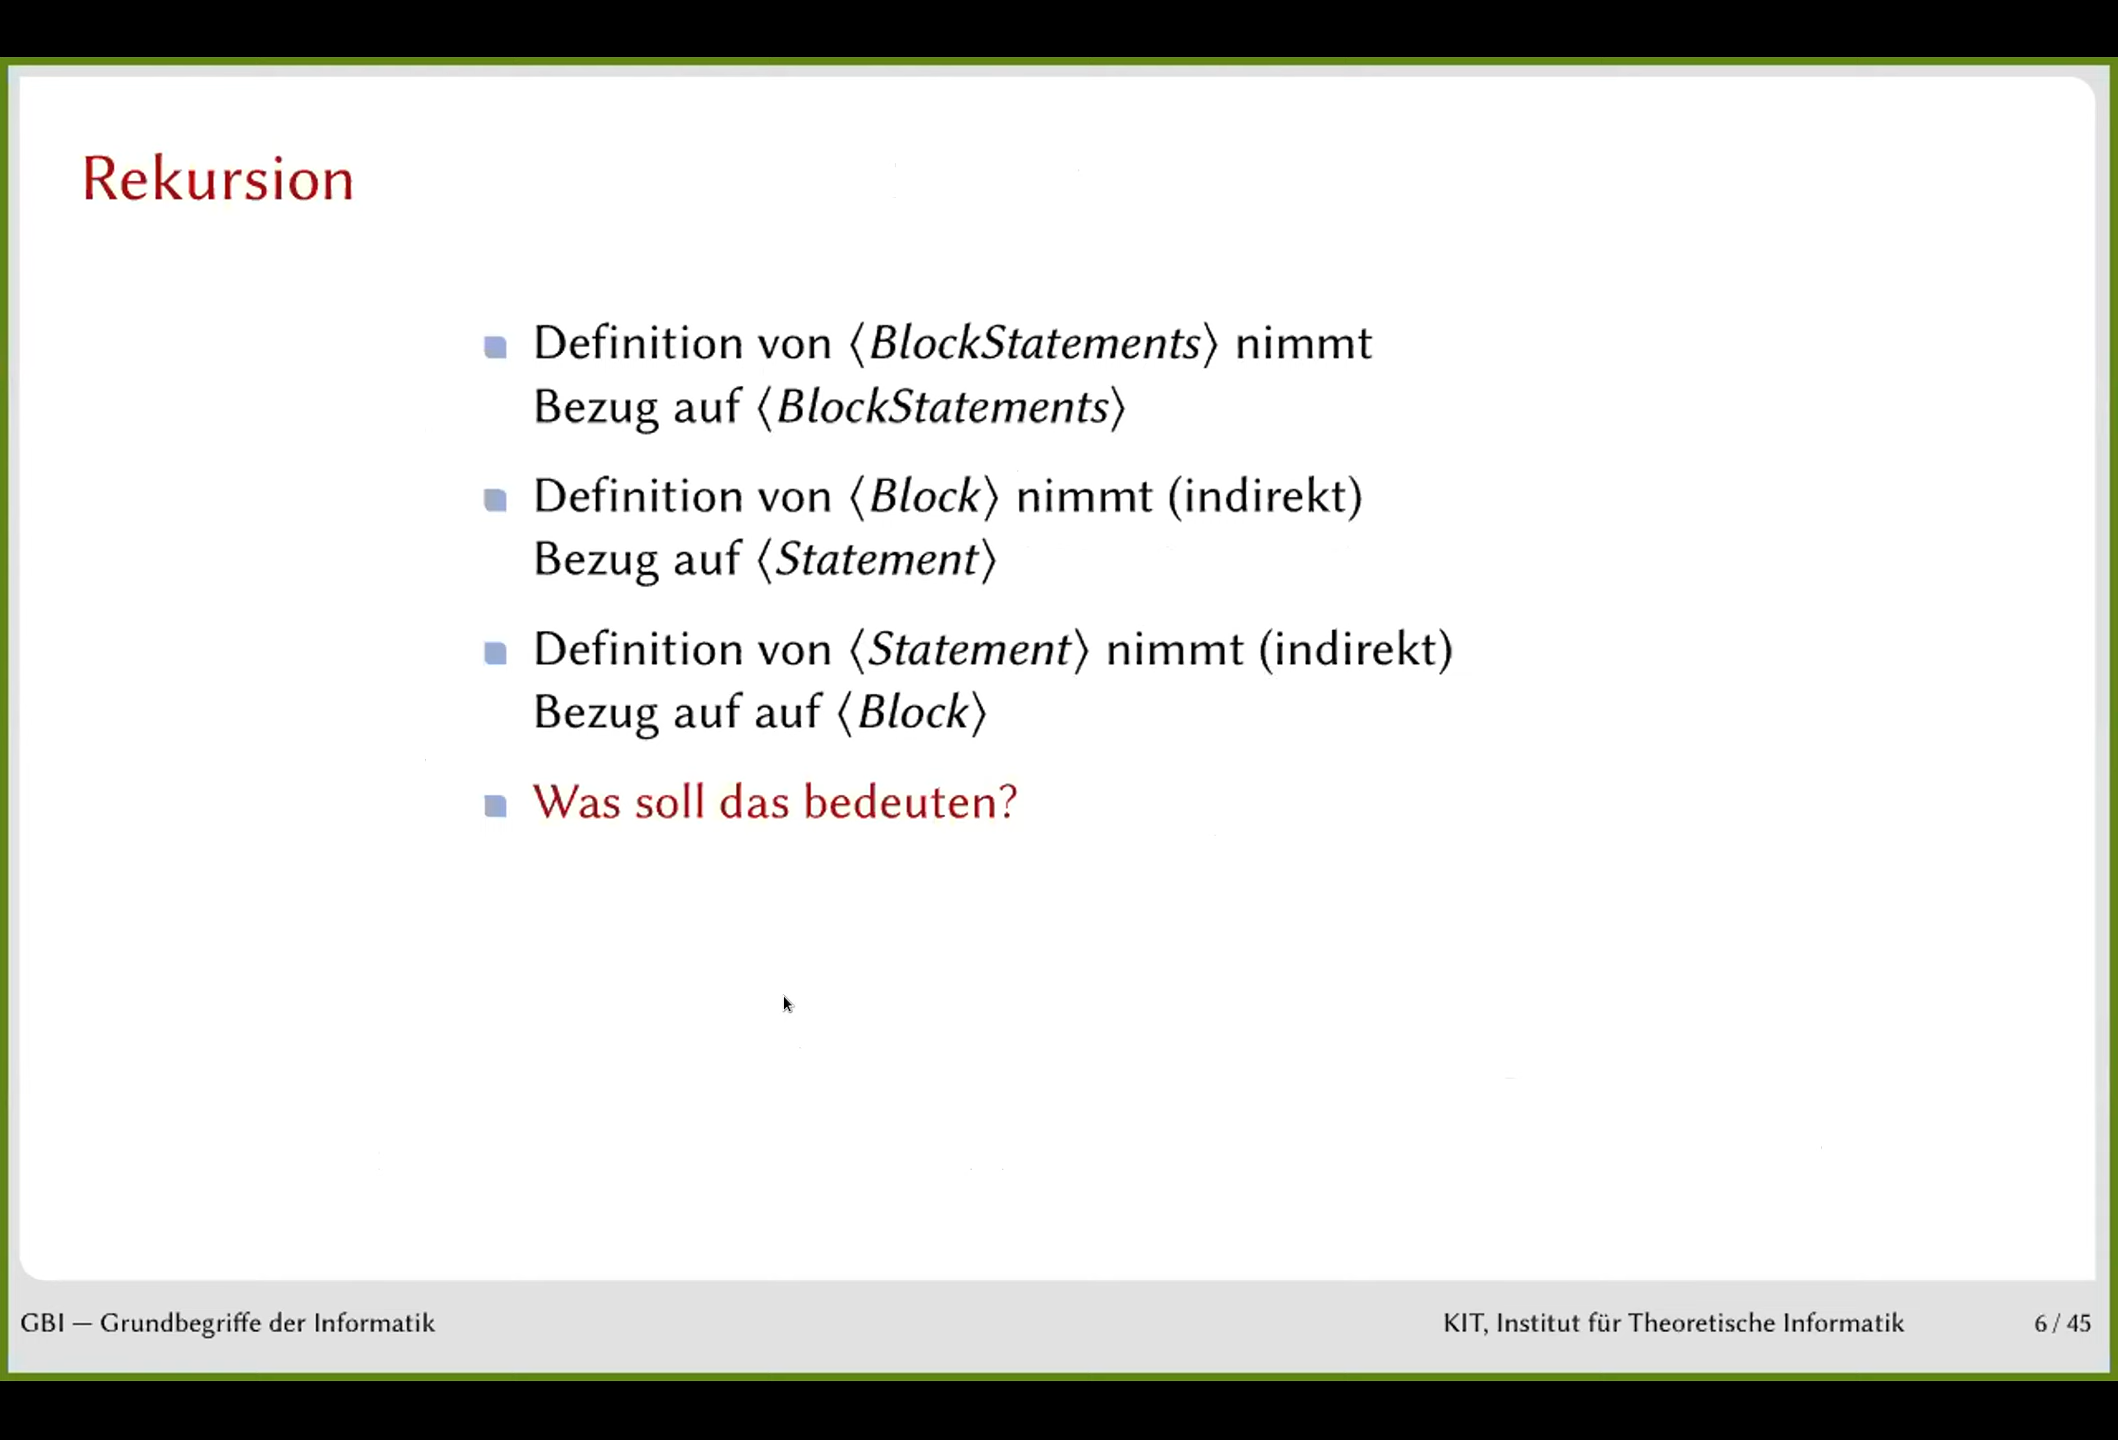 Rekursion
Definition von ⟨BlockStatements⟩ nimmt
Bezug auf ⟨BlockStatements⟩
Definition von ⟨Block⟩ nimmt (indirekt)
Bezug auf ⟨Statement⟩
Definition von ⟨Statement⟩ nimmt (indirekt)
Bezug auf auf ⟨Block⟩
Was soll das bedeuten?
GBI — Grundbegriffe der Informatik
KIT, Institut für Theoretische Informatik
6 / 45